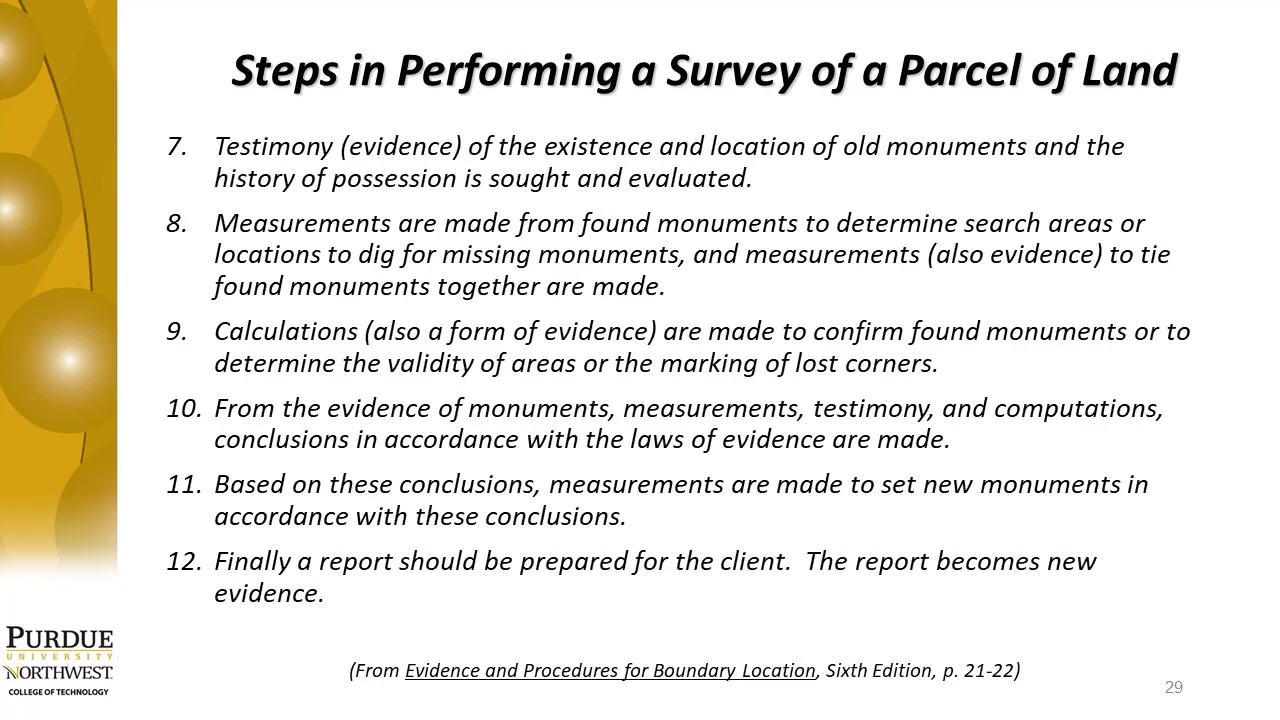 Steps in Performing a Survey of a Parcel of Land
7. Testimony (evidence) of the existence and location of old monuments and the
history of possession is sought and evaluated.
8. Measurements are made from found monuments to determine search areas or
locations to dig for missing monuments, and measurements (also evidence) to tie
found monuments together are made.
9. Calculations (also a form of evidence) are made to confirm found monuments or to
determine the validity of areas or the marking of lost corners.
10. From the evidence of monuments, measurements, testimony, and computations,
conclusions in accordance with the laws of evidence are made.
11. Based on these conclusions, measurements are made to set new monuments in
accordance with these conclusions.
12. Finally a report should be prepared for the client. The report becomes new
evidence.
(From Evidence and Procedures for Boundary Location, Sixth Edition, p. 21-22)
29
PURDUE
UNIVERSITY
NORTHWEST
COLLEGE OF TECHNOLOGY